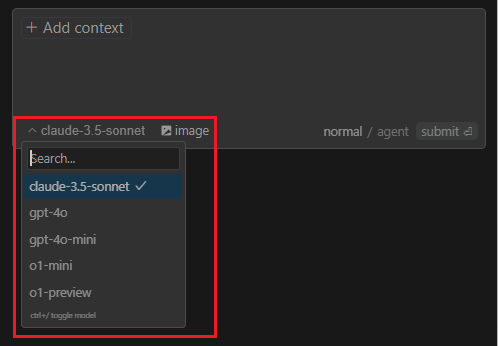 + Add context
claude-3.5-sonnet image normal / agent submit ⏎
Search...
claude-3.5-sonnet ✓
gpt-4o
gpt-4o-mini
o1-mini
o1-preview
ctrl+/ toggle model